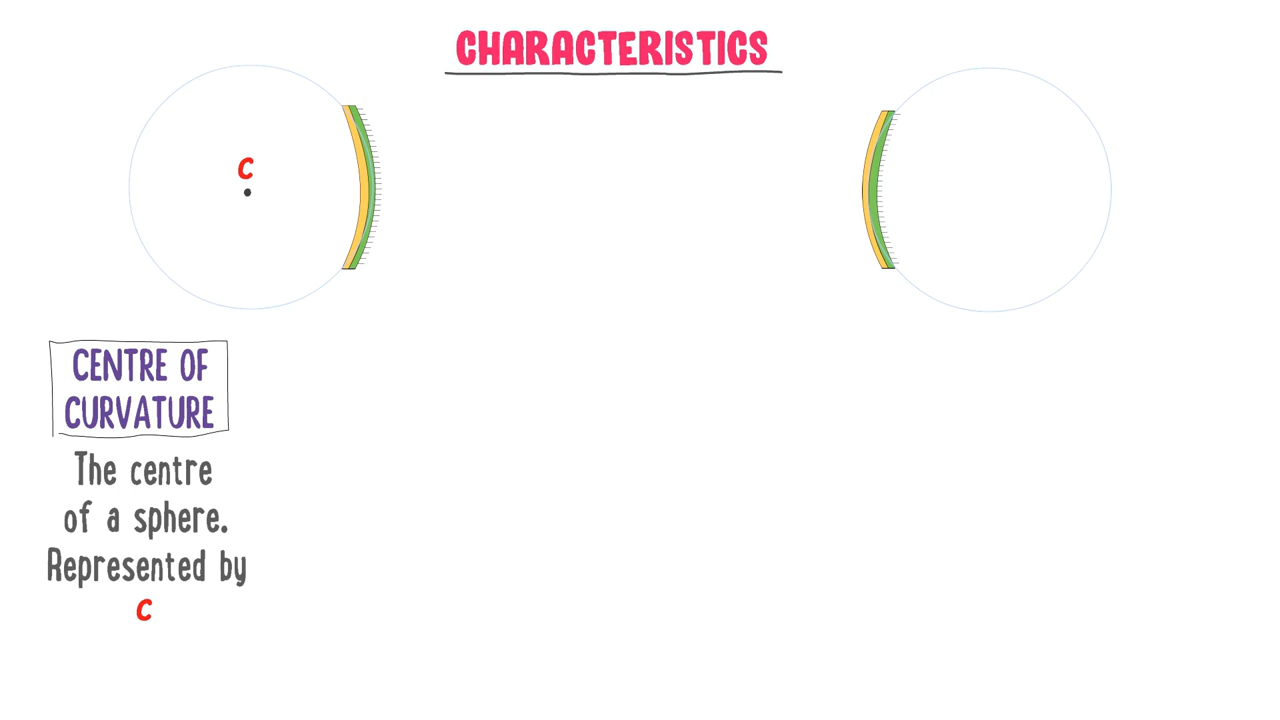 CHARACTERISTICS
C
CENTRE OF
CURVATURE
The centre
of a sphere.
Represented by
C